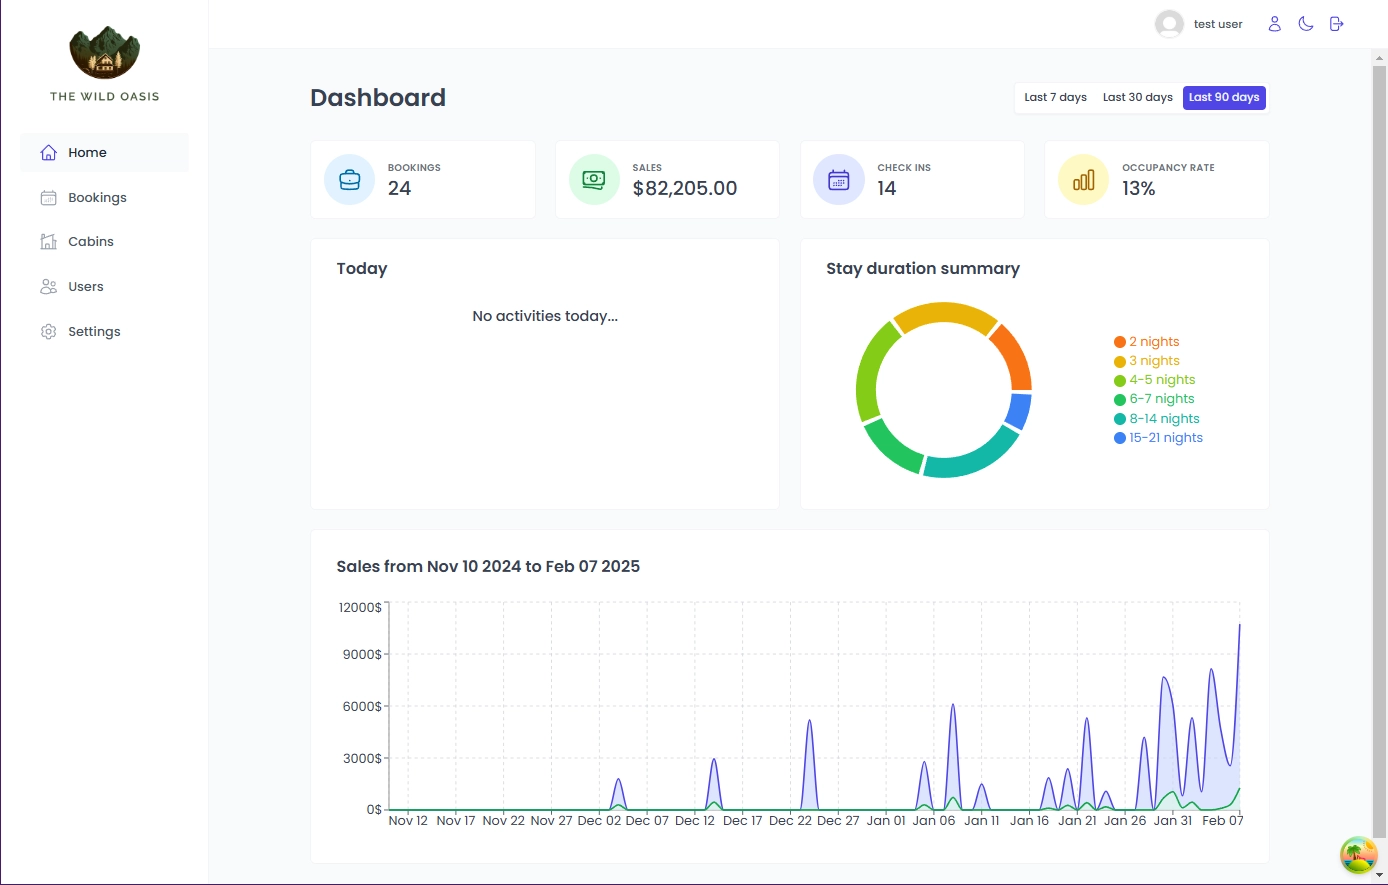 test user
THE WILD OASIS
Home
Bookings
Cabins
Users
Settings
Dashboard
Last 7 days Last 30 days Last 90 days
BOOKINGS
24
SALES
$82,205.00
CHECK INS
14
OCCUPANCY RATE
13%
Today
No activities today...
Stay duration summary
2 nights
3 nights
4-5 nights
6-7 nights
8-14 nights
15-21 nights
Sales from Nov 10 2024 to Feb 07 2025
12000$
9000$
6000$
3000$
0$
Nov 12 Nov 17 Nov 22 Nov 27 Dec 02 Dec 07 Dec 12 Dec 17 Dec 22 Dec 27 Jan 01 Jan 06 Jan 11 Jan 16 Jan 21 Jan 26 Jan 31 Feb 07